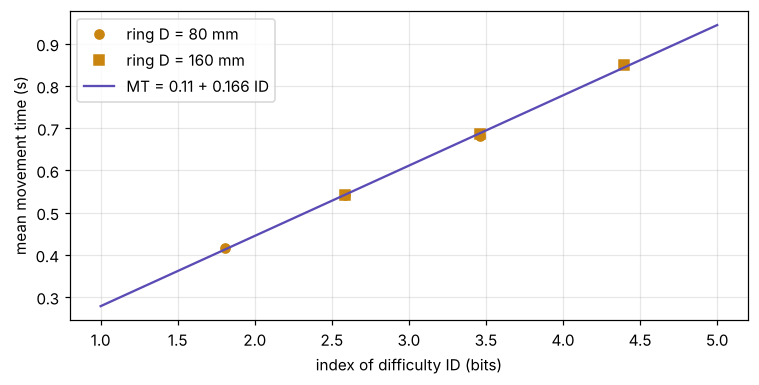 ring D = 80 mm
ring D = 160 mm
MT = 0.11 + 0.166 ID
mean movement time (s)
0.9
0.8
0.7
0.6
0.5
0.4
0.3
1.0 1.5 2.0 2.5 3.0 3.5 4.0 4.5 5.0
index of difficulty ID (bits)